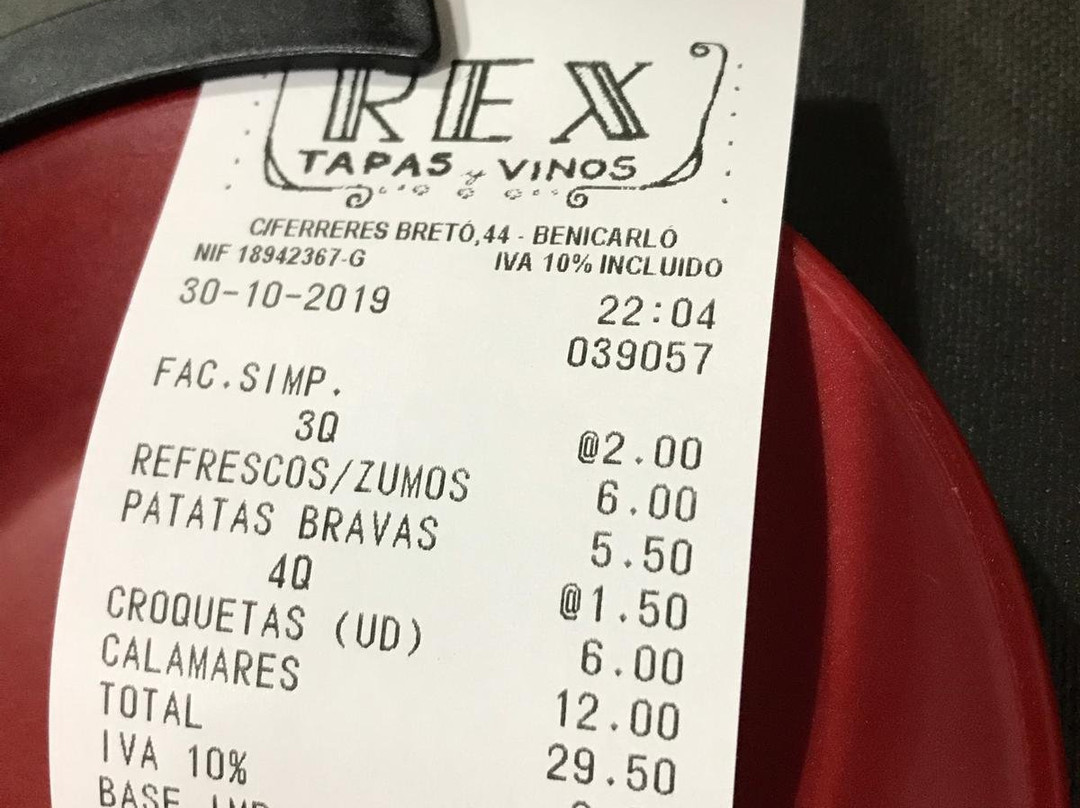 REX
TAPAS y VINOS
C/FERRERES BRETÓ,44 - BENICARLÓ
NIF 18942367-G IVA 10% INCLUIDO
30-10-2019 22:04
039057
FAC.SIMP.
3Q @2.00
REFRESCOS/ZUMOS 6.00
PATATAS BRAVAS 5.50
4Q @1.50
CROQUETAS (UD) 6.00
CALAMARES 12.00
TOTAL 29.50
IVA 10%
BASE